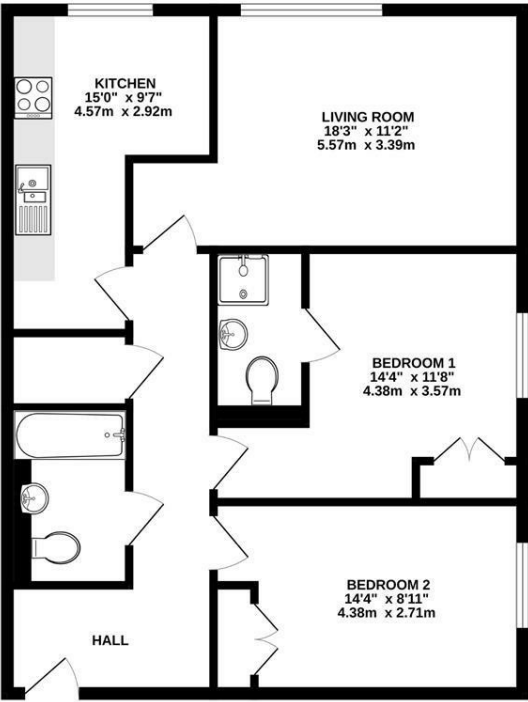 KITCHEN
15'0" x 9'7"
4.57m x 2.92m
LIVING ROOM
18'3" x 11'2"
5.57m x 3.39m
BEDROOM 1
14'4" x 11'8"
4.38m x 3.57m
BEDROOM 2
14'4" x 8'11"
4.38m x 2.71m
HALL